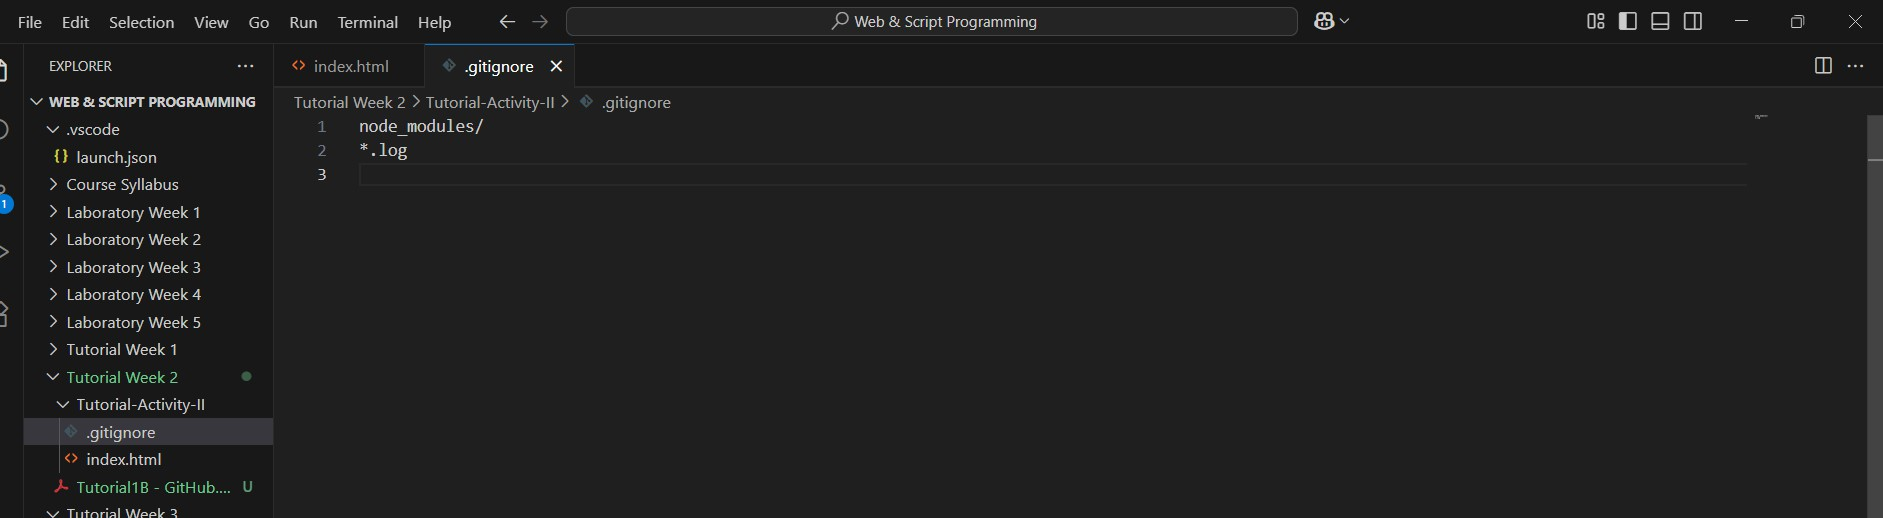 File Edit Selection View Go Run Terminal Help
Web & Script Programming
EXPLORER
index.html
.gitignore
WEB & SCRIPT PROGRAMMING
.vscode
{} launch.json
Course Syllabus
1
Laboratory Week 1
Laboratory Week 2
Laboratory Week 3
Laboratory Week 4
Laboratory Week 5
Tutorial Week 1
Tutorial Week 2
Tutorial-Activity-II
.gitignore
index.html
Tutorial1B - GitHub.... U
Tutorial Week 3
Tutorial Week 2 > Tutorial-Activity-II > .gitignore
1 node_modules/
2 *.log
3